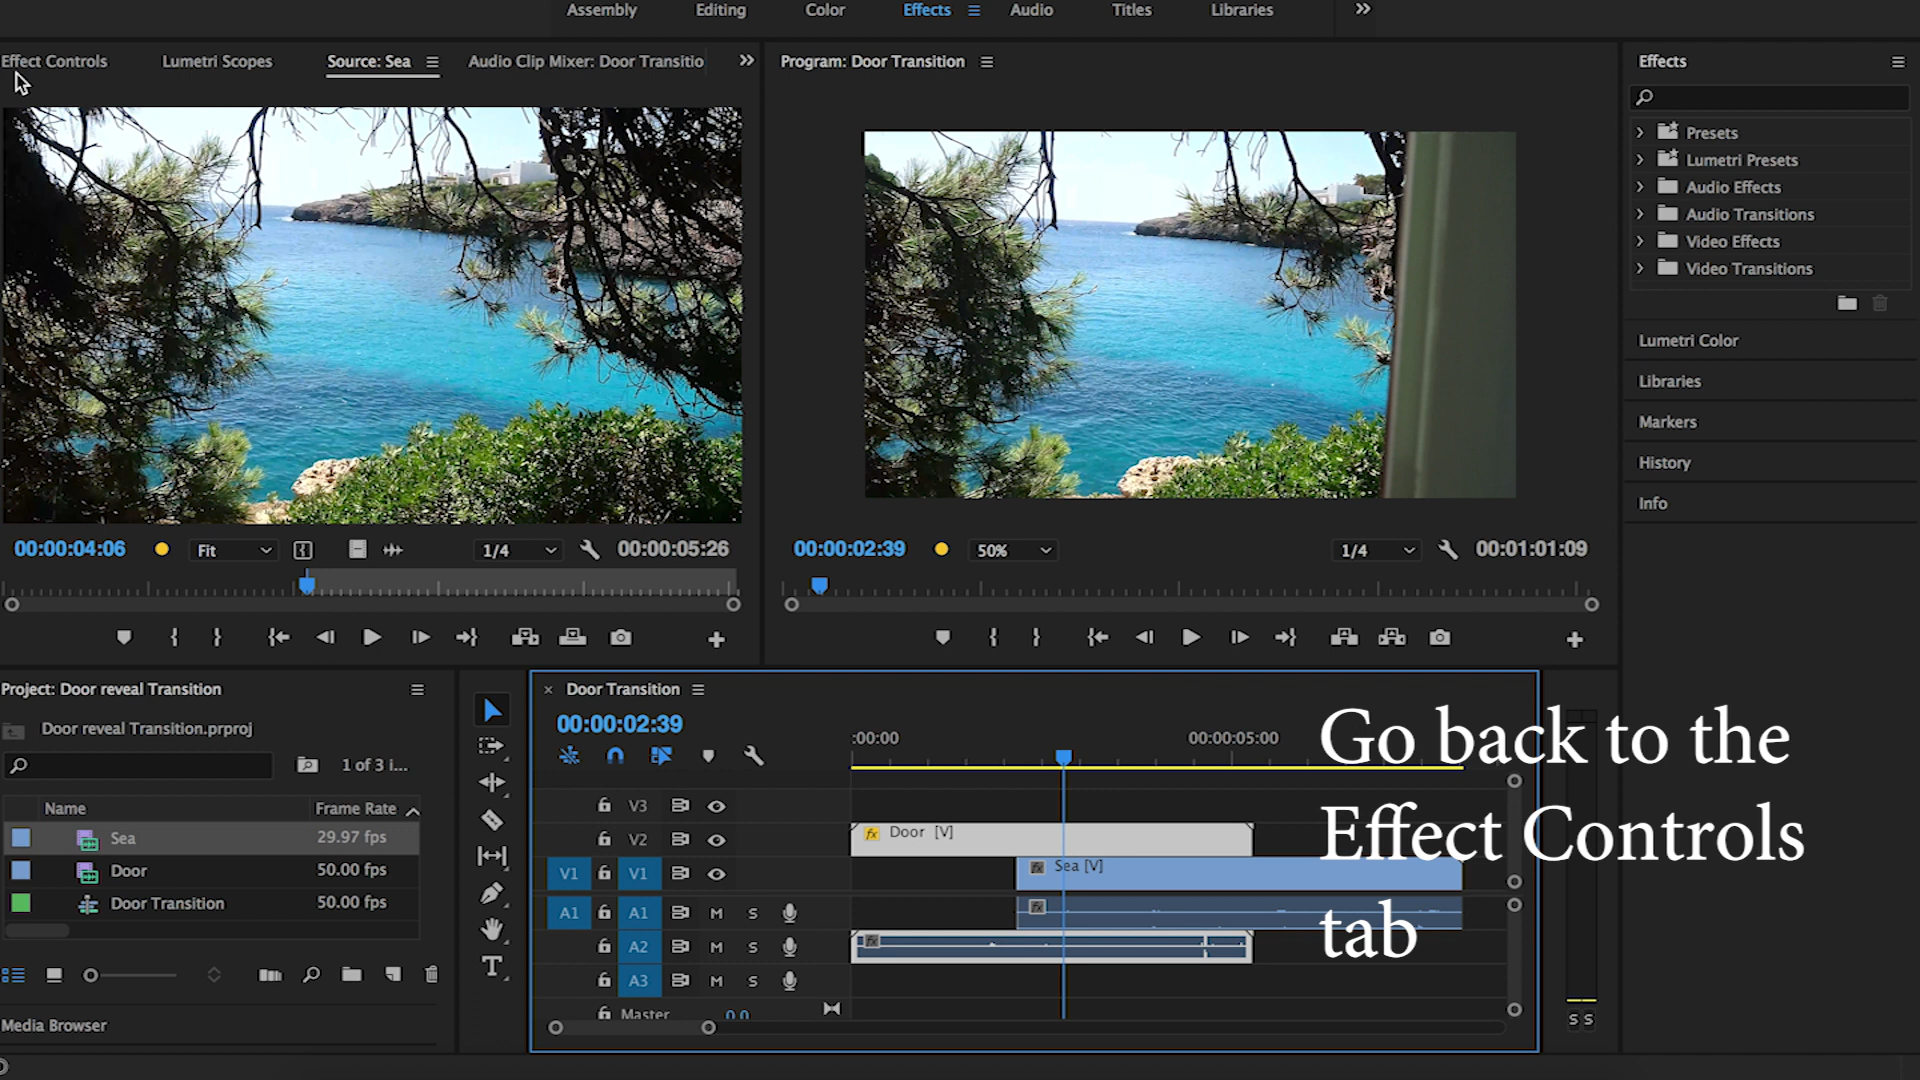 Assembly
Editing
Color
Effects
Audio
Titles
Libraries
Effect Controls
Lumetri Scopes
Source: Sea
Audio Clip Mixer: Door Transitio
Program: Door Transition
Effects
Presets
Lumetri Presets
Audio Effects
Audio Transitions
Video Effects
Video Transitions
Lumetri Color
Libraries
Markers
History
Info
00:00:04:06
Fit
1/4
00:00:05:26
00:00:02:39
50%
1/4
00:01:01:09
Project: Door reveal Transition
Door reveal Transition.prproj
1 of 3 i...
Name
Frame Rate
Sea
29.97 fps
Door
50.00 fps
Door Transition
50.00 fps
Media Browser
Door Transition
00:00:02:39
:00:00
00:00:05:00
V3
V2
V1
V1
A1
A1
M
S
A2
M
S
A3
M
S
Master
0.0
fx
Door [V]
fx
Sea [V]
fx
fx
S S
Go back to the
Effect Controls
tab